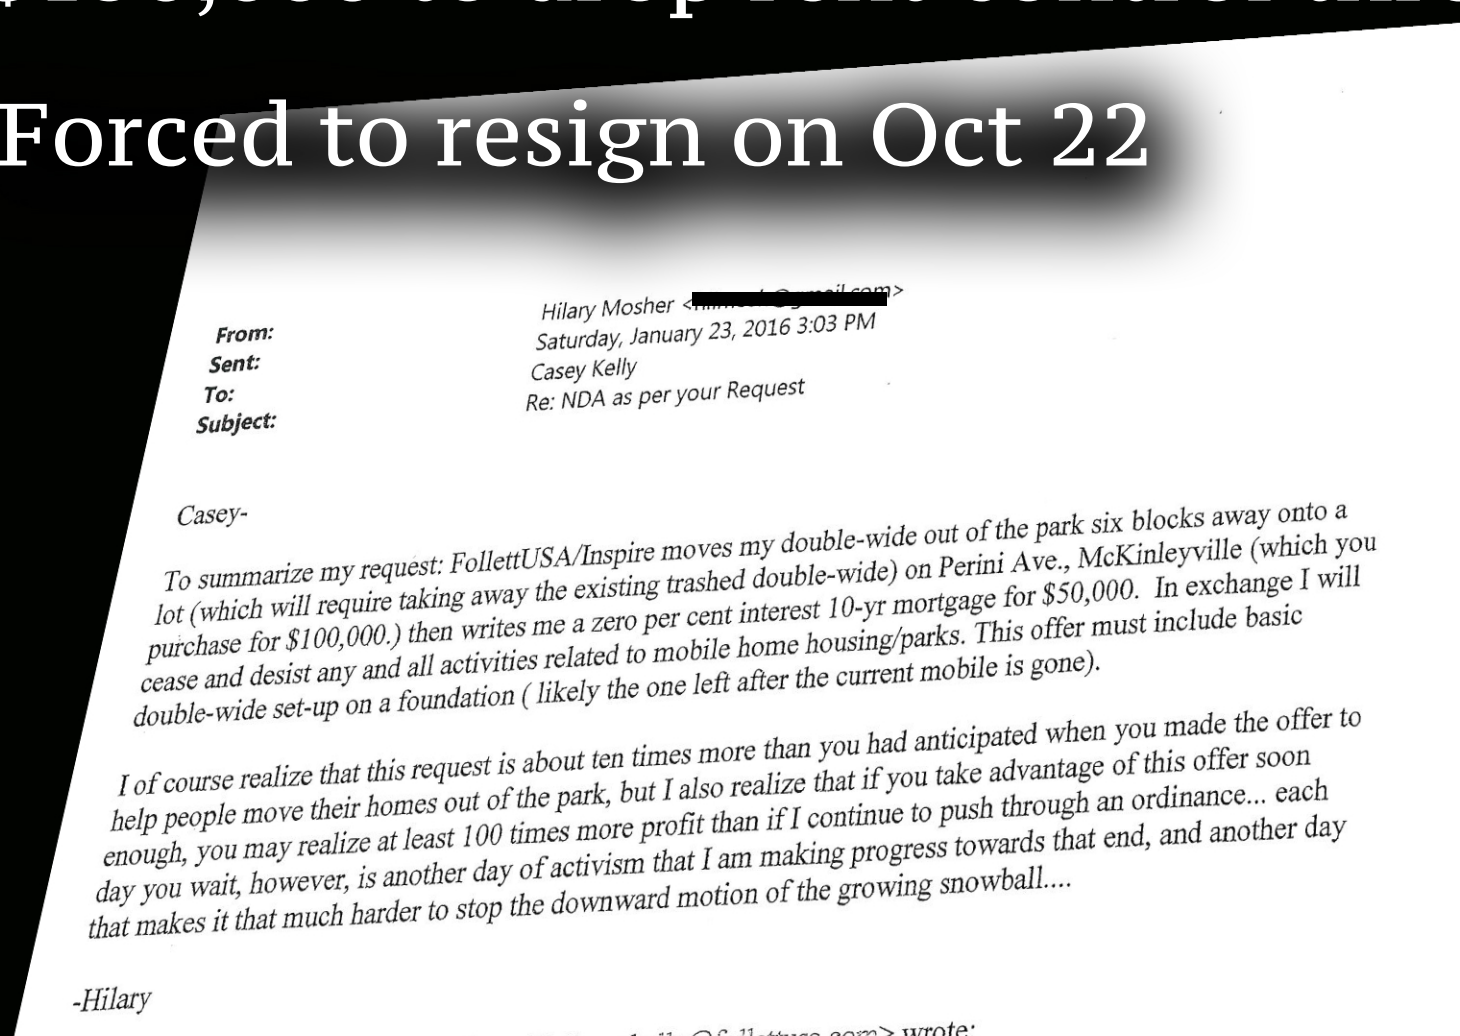 Forced to resign on Oct 22
From: Hilary Mosher <
Sent: Saturday, January 23, 2016 3:03 PM
To: Casey Kelly
Subject: Re: NDA as per your Request
Casey-
To summarize my request: FollettUSA/Inspire moves my double-wide out of the park six blocks away onto a
lot (which will require taking away the existing trashed double-wide) on Perini Ave., McKinleyville (which you
purchase for $100,000.) then writes me a zero per cent interest 10-yr mortgage for $50,000. In exchange I will
cease and desist any and all activities related to mobile home housing/parks. This offer must include basic
double-wide set-up on a foundation ( likely the one left after the current mobile is gone).
I of course realize that this request is about ten times more than you had anticipated when you made the offer to
help people move their homes out of the park, but I also realize that if you take advantage of this offer soon
enough, you may realize at least 100 times more profit than if I continue to push through an ordinance... each
day you wait, however, is another day of activism that I am making progress towards that end, and another day
that makes it that much harder to stop the downward motion of the growing snowball....
-Hilary
wrote: